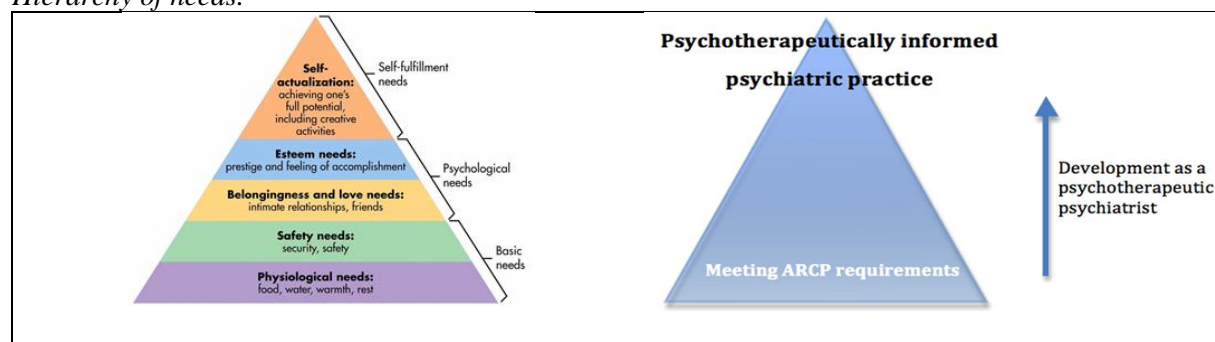 Hierarchy of needs.
Self-
actualization:
achieving one's
full potential,
including creative
activities
Self-fulfillment
needs
Esteem needs:
prestige and feeling of accomplishment
Psychological
needs
Belongingness and love needs:
intimate relationships, friends
Safety needs:
security, safety
Basic
needs
Physiological needs:
food, water, warmth, rest
Psychotherapeutically informed
psychiatric practice
Development as a
psychotherapeutic
psychiatrist
Meeting ARCP requirements